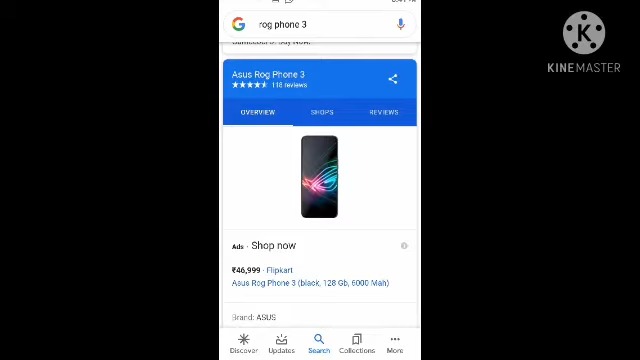 rog phone 3
K
KINEMASTER
Asus Rog Phone 3
118 reviews
OVERVIEW
SHOPS
REVIEWS
Ads · Shop now
₹46,999 · Flipkart
Asus Rog Phone 3 (black, 128 Gb, 6000 Mah)
Brand: ASUS
Discover
Updates
Search
Collections
More